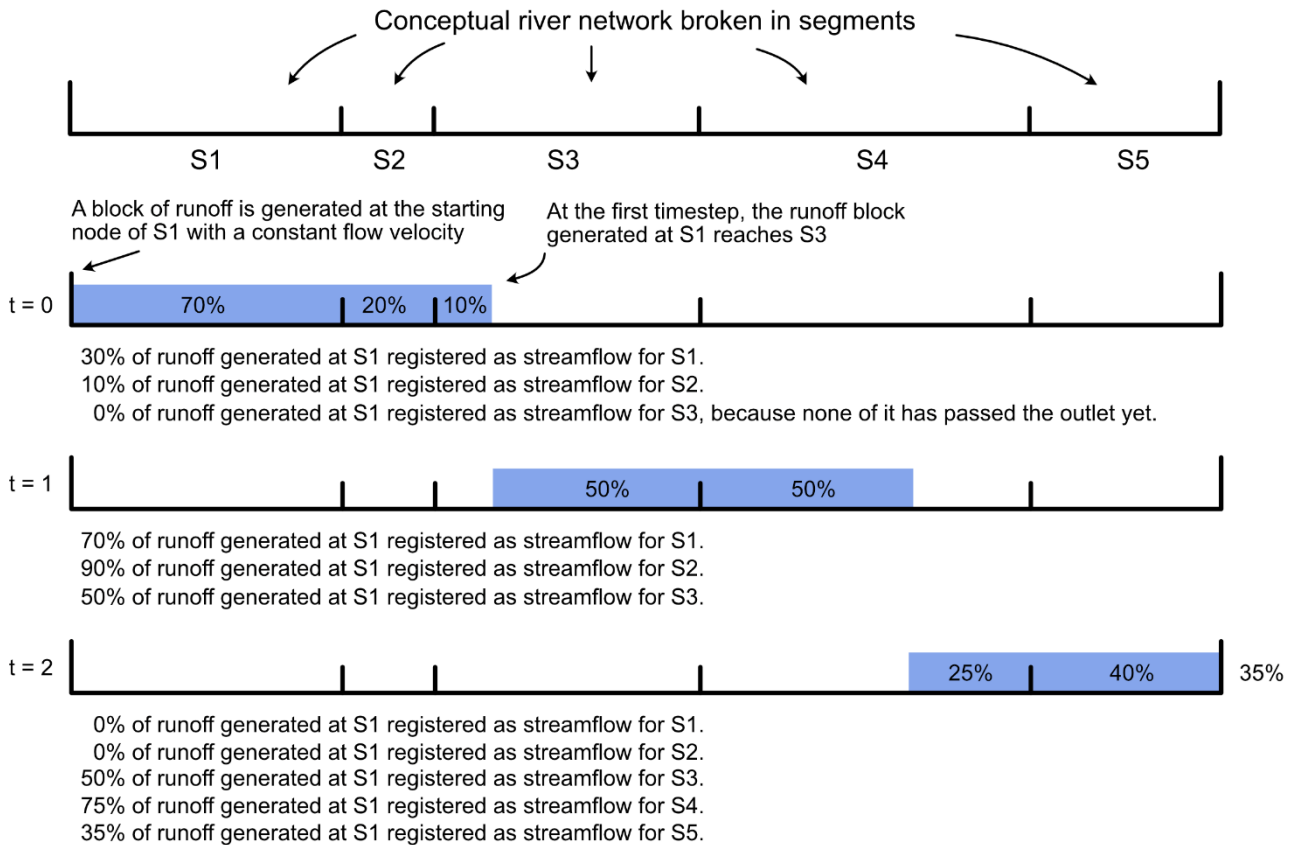 Conceptual river network broken in segments
S1 S2 S3 S4 S5
A block of runoff is generated at the starting
node of S1 with a constant flow velocity
At the first timestep, the runoff block
generated at S1 reaches S3
t = 0 70% 20% 10%
30% of runoff generated at S1 registered as streamflow for S1.
10% of runoff generated at S1 registered as streamflow for S2.
0% of runoff generated at S1 registered as streamflow for S3, because none of it has passed the outlet yet.
t = 1 50% 50%
70% of runoff generated at S1 registered as streamflow for S1.
90% of runoff generated at S1 registered as streamflow for S2.
50% of runoff generated at S1 registered as streamflow for S3.
t = 2 25% 40% 35%
0% of runoff generated at S1 registered as streamflow for S1.
0% of runoff generated at S1 registered as streamflow for S2.
50% of runoff generated at S1 registered as streamflow for S3.
75% of runoff generated at S1 registered as streamflow for S4.
35% of runoff generated at S1 registered as streamflow for S5.